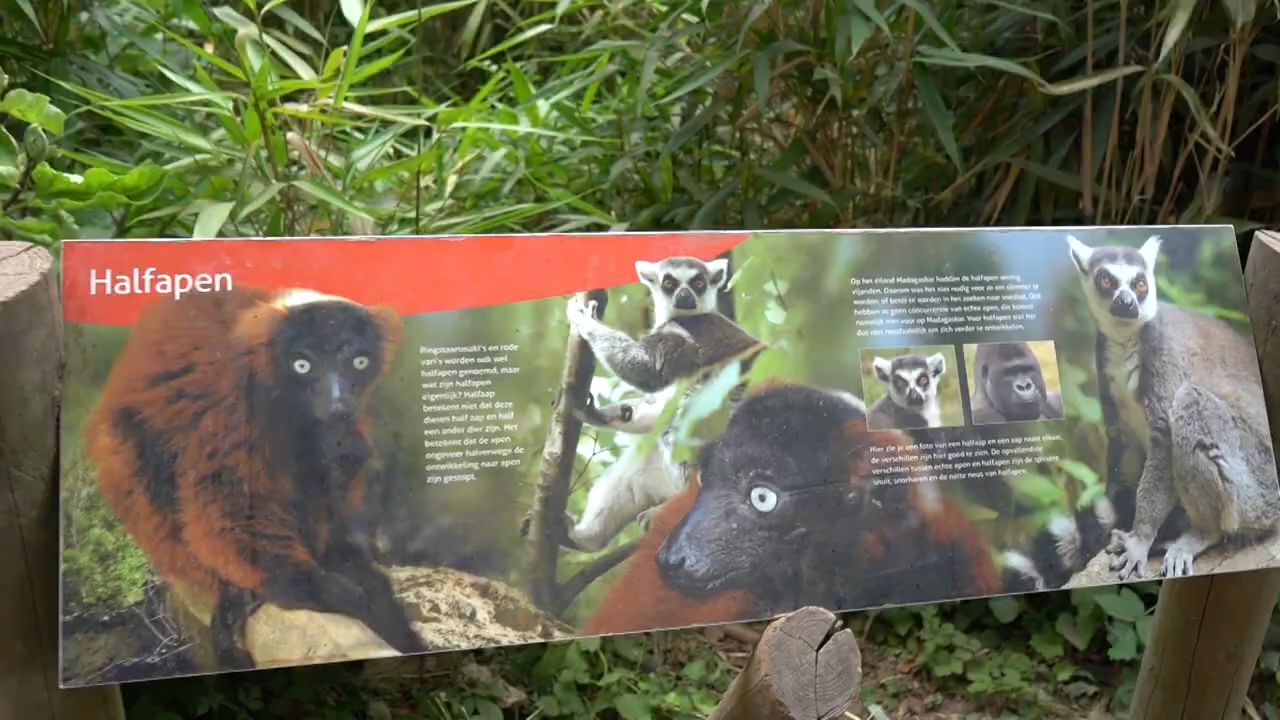 Halfapen
Ringstaartmaki's en rode
vari's worden ook wel
halfapen genoemd, maar
wat zijn halfapen
eigenlijk? Halfaap
betekent niet dat deze
dieren half aap en half
een ander dier zijn. Het
betekent dat de apen
ongeveer halverwege de
ontwikkeling naar apen
zijn gestopt.
Op het eiland Madagaskar hadden de halfapen weinig
vijanden. Daarom was het niet nodig voor ze om slimmer te
worden, of beter te worden in het zoeken naar voedsel. Ook
hebben ze geen concurrentie van echte apen, die komen
namelijk niet voor op Madagaskar. Voor halfapen was het
dus niet noodzakelijk om zich verder te ontwikkelen.
Hier zie je een foto van een halfaap en een aap naast elkaar,
de verschillen zijn hier goed te zien. De opvallendste
verschillen tussen echte apen en halfapen zijn de spitsere
snuit, snorharen en de natte neus van halfapen.